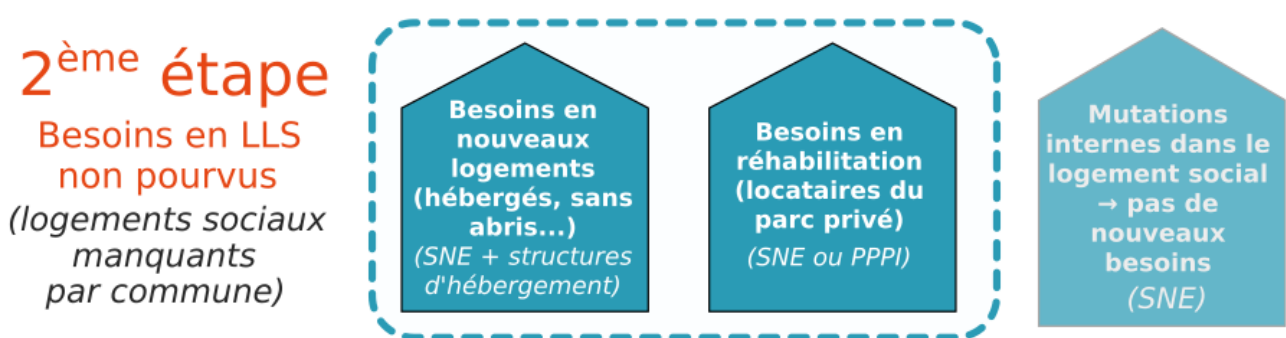 2ème étape
Besoins en LLS
non pourvus
(logements sociaux
manquants
par commune)
Besoins en
nouveaux
logements
(hébergés, sans
abris...)
(SNE + structures
d'hébergement)
Besoins en
réhabilitation
(locataires du
parc privé)
(SNE ou PPPI)
Mutations
internes dans le
logement social
→ pas de
nouveaux
besoins
(SNE)